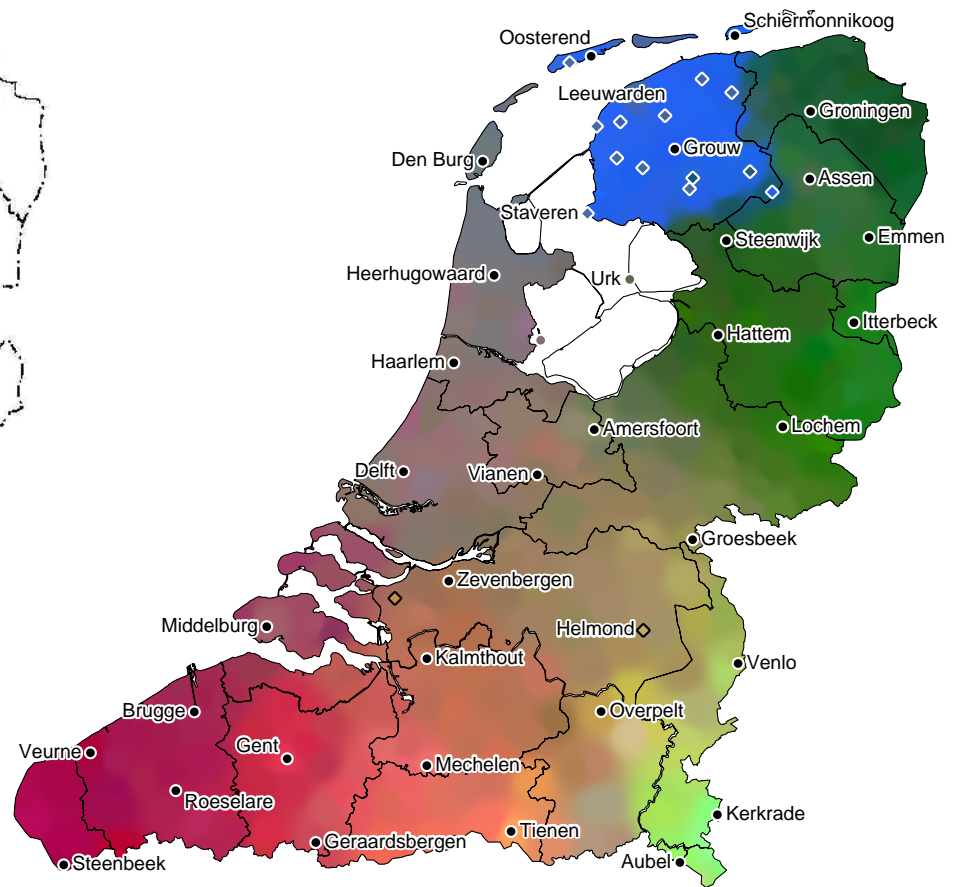 Schiermonnikoog
Oosterend
Leeuwarden
Groningen
Grouw
Den Burg
Assen
Staveren
Steenwijk
Emmen
Heerhugowaard
Urk
Itterbeck
Hattem
Haarlem
Lochem
Amersfoort
Delft
Vianen
Groesbeek
Zevenbergen
Middelburg
Helmond
Kalmthout
Venlo
Brugge
Overpelt
Gent
Veurne
Mechelen
Roeselare
Kerkrade
Tienen
Geraardsbergen
Aubel
Steenbeek